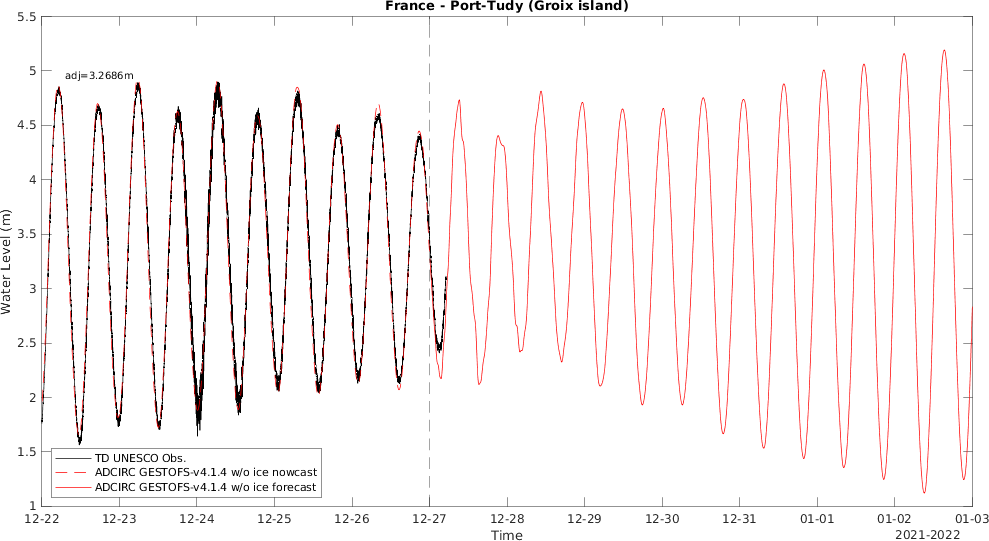 France - Port-Tudy (Groix island)
adj=3.2686m
Water Level (m)
5.5
5
4.5
4
3.5
3
2.5
2
1.5
1
TD UNESCO Obs.
ADCIRC GESTOFS-v4.1.4 w/o ice nowcast
ADCIRC GESTOFS-v4.1.4 w/o ice forecast
12-22 12-23 12-24 12-25 12-26 12-27 12-28 12-29 12-30 12-31 01-01 01-02 01-03
Time
2021-2022